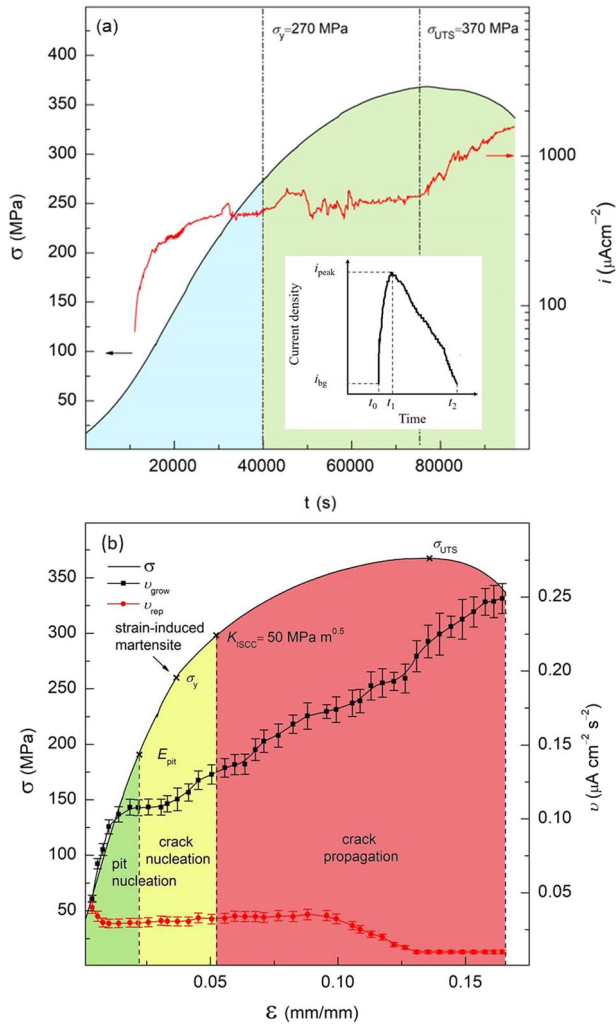 (a)
σy=270 MPa
σUTS=370 MPa
450
400
350
300
250
200
150
100
50
σ (MPa)
1000
100
i (μAcm-2)
ipeak
ibg
Current density
t0 t1 t2
Time
20000 40000 60000 80000
t (s)
(b)
σ
υgrow
υrep
strain-induced
martensite
σUTS
KISCC= 50 MPa m0.5
σy
Epit
pit
nucleation
crack
nucleation
crack
propagation
350
300
250
200
150
100
50
σ (MPa)
0.25
0.20
0.15
0.10
0.05
υ (μA cm-2 s-2)
0.05 0.10 0.15
ε (mm/mm)